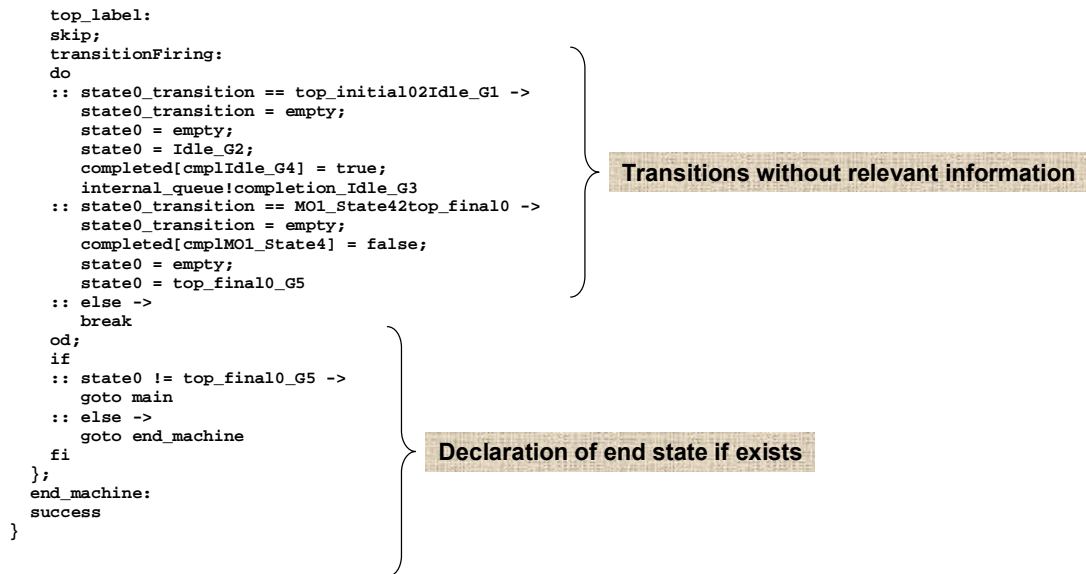 top_label:
skip;
transitionFiring:
do
:: state0_transition == top_initial02Idle_G1 ->
state0_transition = empty;
state0 = empty;
state0 = Idle_G2;
completed[cmplIdle_G4] = true;
internal_queue!completion_Idle_G3
:: state0_transition == MO1_State42top_final0 ->
state0_transition = empty;
completed[cmplMO1_State4] = false;
state0 = empty;
state0 = top_final0_G5
:: else ->
break
od;
Transitions without relevant information
if
:: state0 != top_final0_G5 ->
goto main
:: else ->
goto end_machine
fi
};
end_machine:
success
}
Declaration of end state if exists